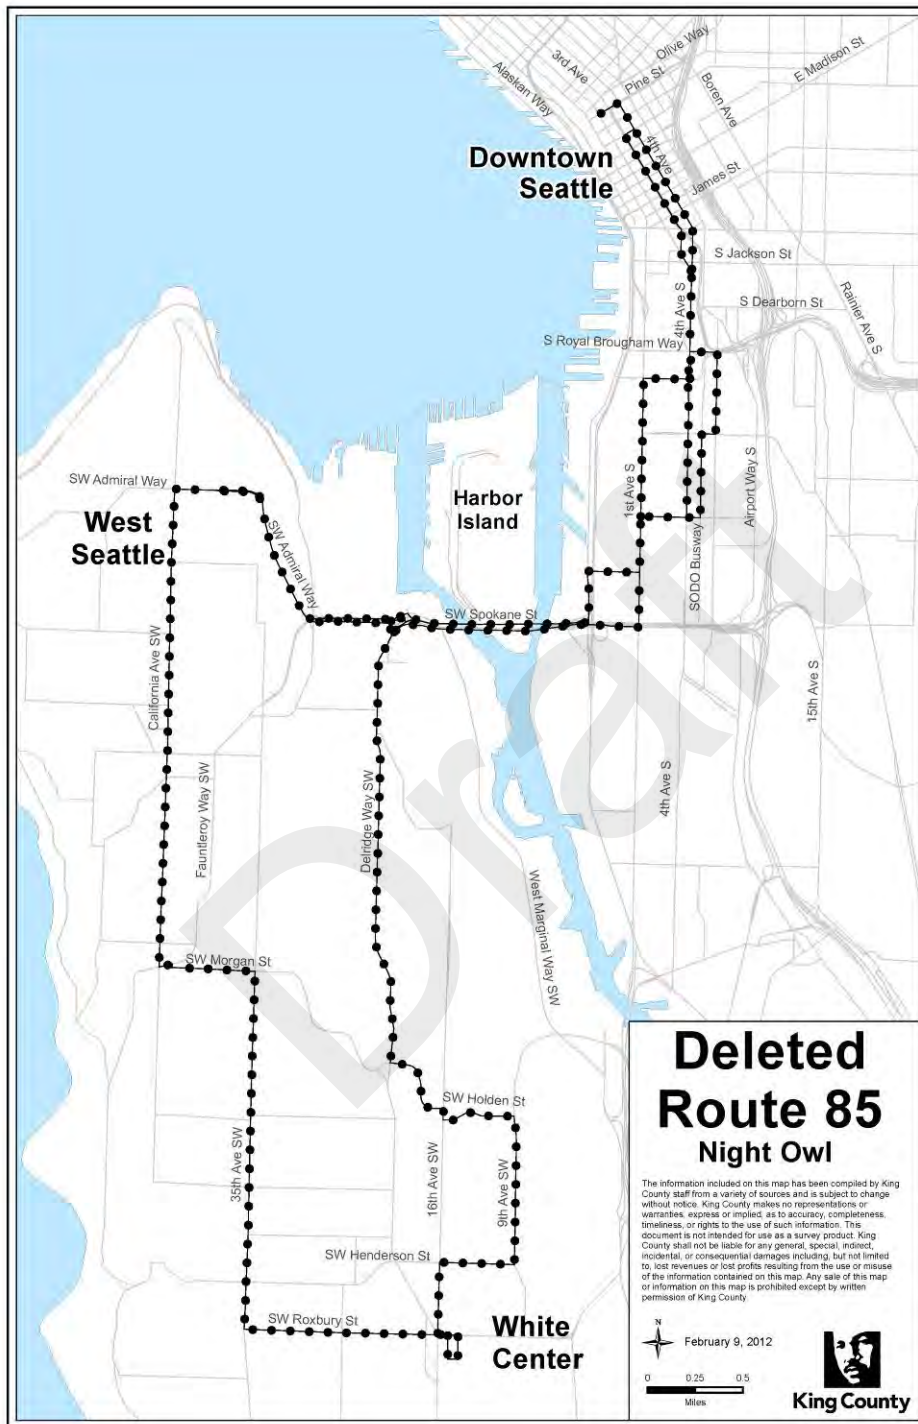 Olive Way
3rd Ave
E Madison St
Pine St
Alaskan Way
Boren Ave
4th Ave
Downtown
Seattle
James St
S Jackson St
4th Ave S
S Dearborn St
Rainier Ave S
S Royal Brougham Way
SW Admiral Way
Harbor
Island
1st Ave S
Airport Way S
West
Seattle
SW Admiral Way
SODO Busway
SW Spokane St
California Ave SW
15th Ave S
Fauntleroy Way SW
Delridge Way SW
4th Ave S
Draft
West Marginal Way SW
SW Morgan St
SW Holden St
35th Ave SW
16th Ave SW
9th Ave SW
SW Henderson St
SW Roxbury St
White
Center
Deleted
Route 85
Night Owl
The information included on this map has been compiled by King
County staff from a variety of sources and is subject to change
without notice. King County makes no representations or
warranties, express or implied, as to accuracy, completeness,
timeliness, or rights to the use of such information. This
document is not intended for use as a survey product. King
County shall not be liable for any general, special, indirect,
incidental, or consequential damages including, but not limited
to, lost revenues or lost profits resulting from the use or misuse
of the information contained on this map. Any sale of this map
or information on this map is prohibited except by written
permission of King County.
N
February 9, 2012
0 0.25 0.5
Miles
King County